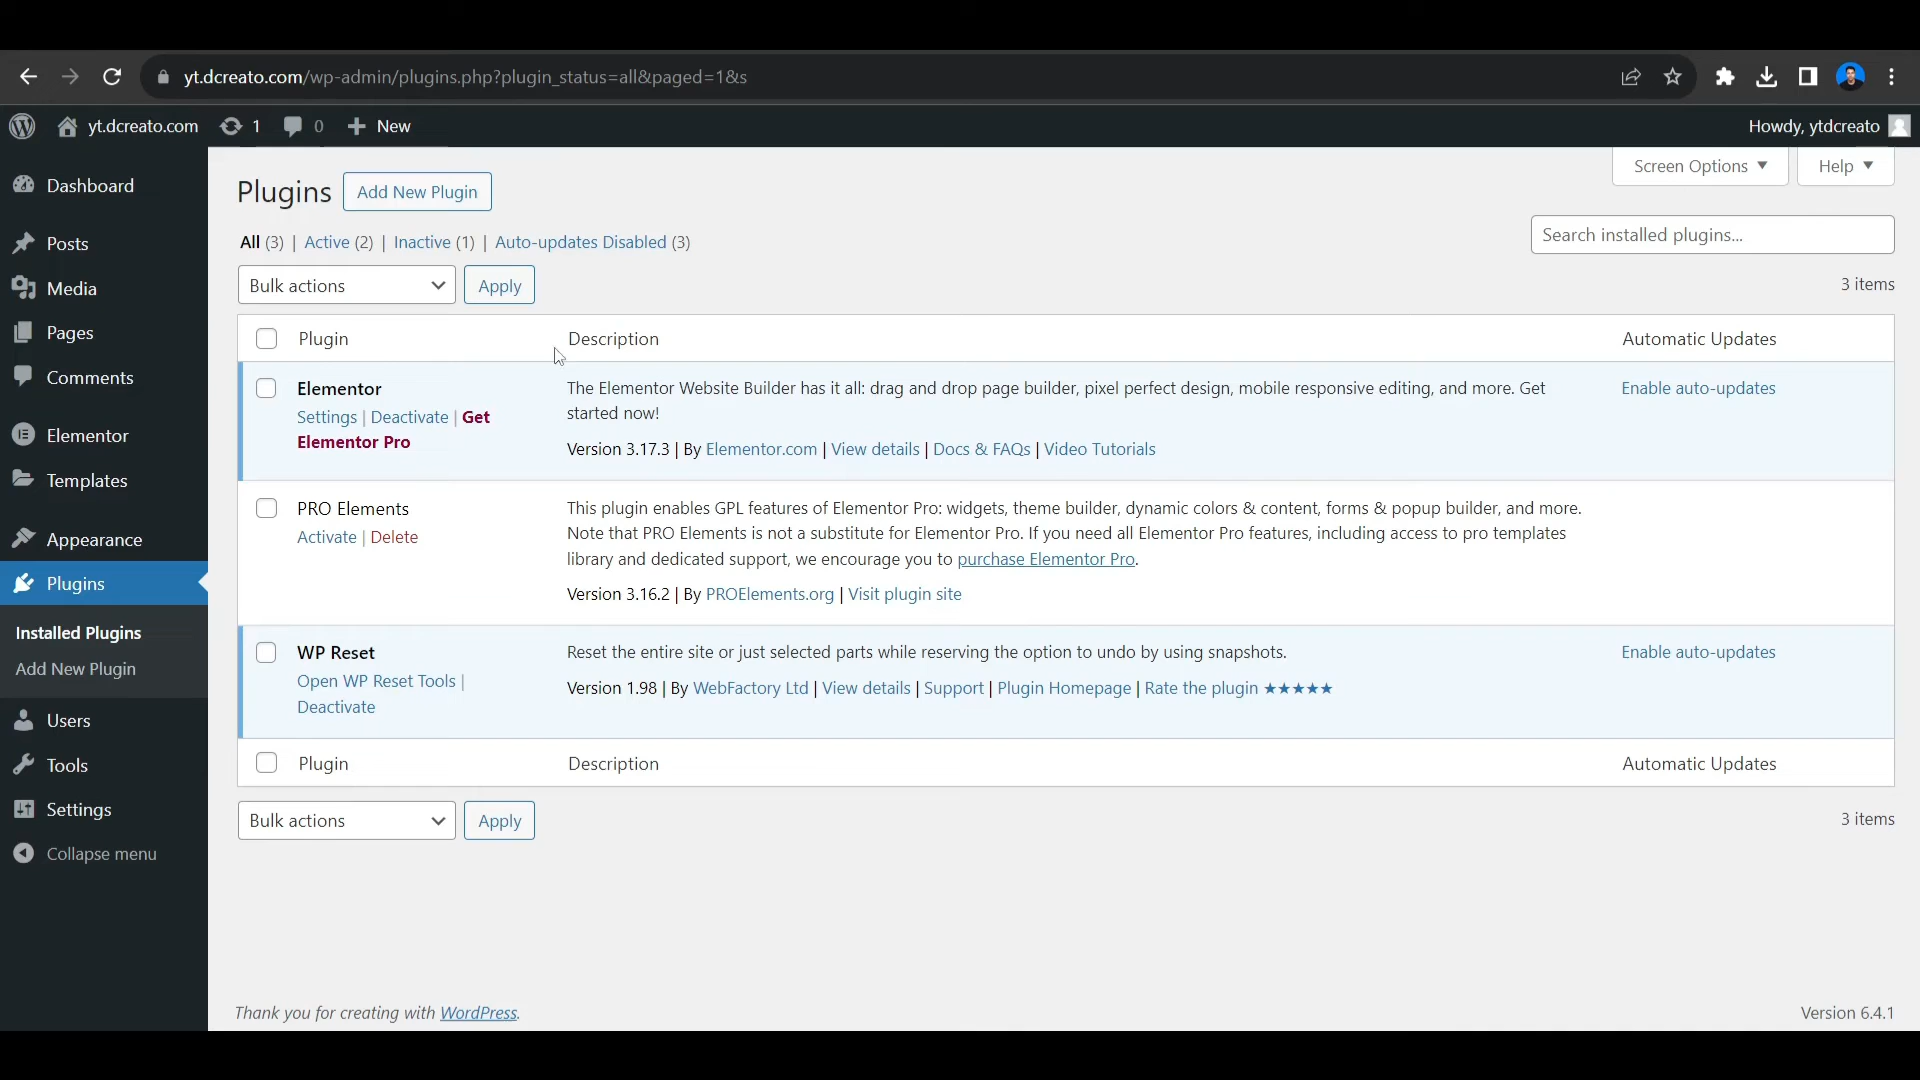 yt.dcreato.com/wp-admin/plugins.php?plugin_status=all&paged=1&s
yt.dcreato.com 1 0 New Howdy, ytdcreato
Dashboard
Posts
Media
Pages
Comments
Elementor
Templates
Appearance
Plugins
Installed Plugins
Add New Plugin
Users
Tools
Settings
Collapse menu
Screen Options Help
Plugins Add New Plugin
All (3) | Active (2) | Inactive (1) | Auto-updates Disabled (3)
Search installed plugins...
Bulk actions Apply 3 items
Plugin Description Automatic Updates
Elementor
Settings | Deactivate | Get
Elementor Pro
The Elementor Website Builder has it all: drag and drop page builder, pixel perfect design, mobile responsive editing, and more. Get
started now!
Version 3.17.3 | By Elementor.com | View details | Docs & FAQs | Video Tutorials
Enable auto-updates
PRO Elements
Activate | Delete
This plugin enables GPL features of Elementor Pro: widgets, theme builder, dynamic colors & content, forms & popup builder, and more.
Note that PRO Elements is not a substitute for Elementor Pro. If you need all Elementor Pro features, including access to pro templates
library and dedicated support, we encourage you to purchase Elementor Pro.
Version 3.16.2 | By PROElements.org | Visit plugin site
WP Reset
Open WP Reset Tools |
Deactivate
Reset the entire site or just selected parts while reserving the option to undo by using snapshots.
Version 1.98 | By WebFactory Ltd | View details | Support | Plugin Homepage | Rate the plugin ★★★★★
Enable auto-updates
Plugin Description Automatic Updates
Bulk actions Apply 3 items
Thank you for creating with WordPress. Version 6.4.1